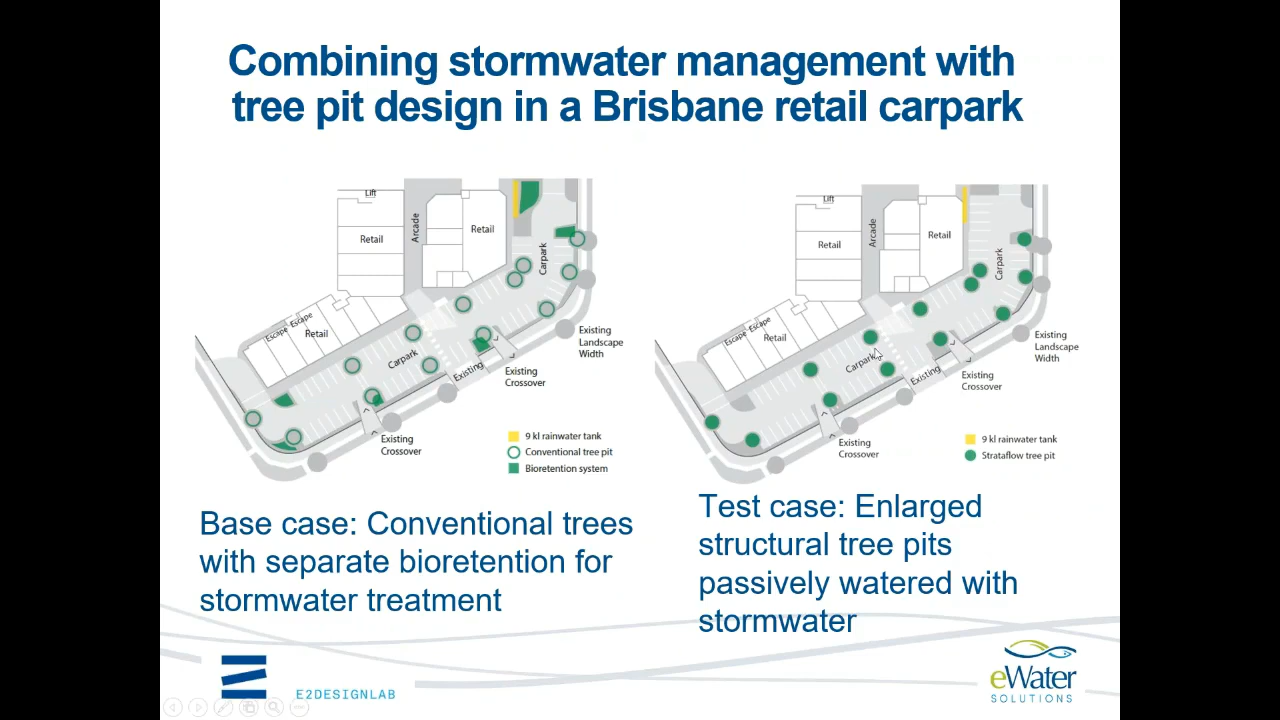 Combining stormwater management with
tree pit design in a Brisbane retail carpark
Lift
Retail
Arcade
Retail
Carpark
Escape
Escape
Retail
Carpark
Existing
Existing
Landscape
Width
Existing
Crossover
Existing
Crossover
9 kl rainwater tank
Conventional tree pit
Bioretention system
Lift
Retail
Arcade
Retail
Carpark
Escape
Escape
Retail
Carpark
Existing
Existing
Landscape
Width
Existing
Crossover
Existing
Crossover
9 kl rainwater tank
Strataflow tree pit
Base case: Conventional trees
with separate bioretention for
stormwater treatment
Test case: Enlarged
structural tree pits
passively watered with
stormwater
E2DESIGNLAB
eWater
SOLUTIONS